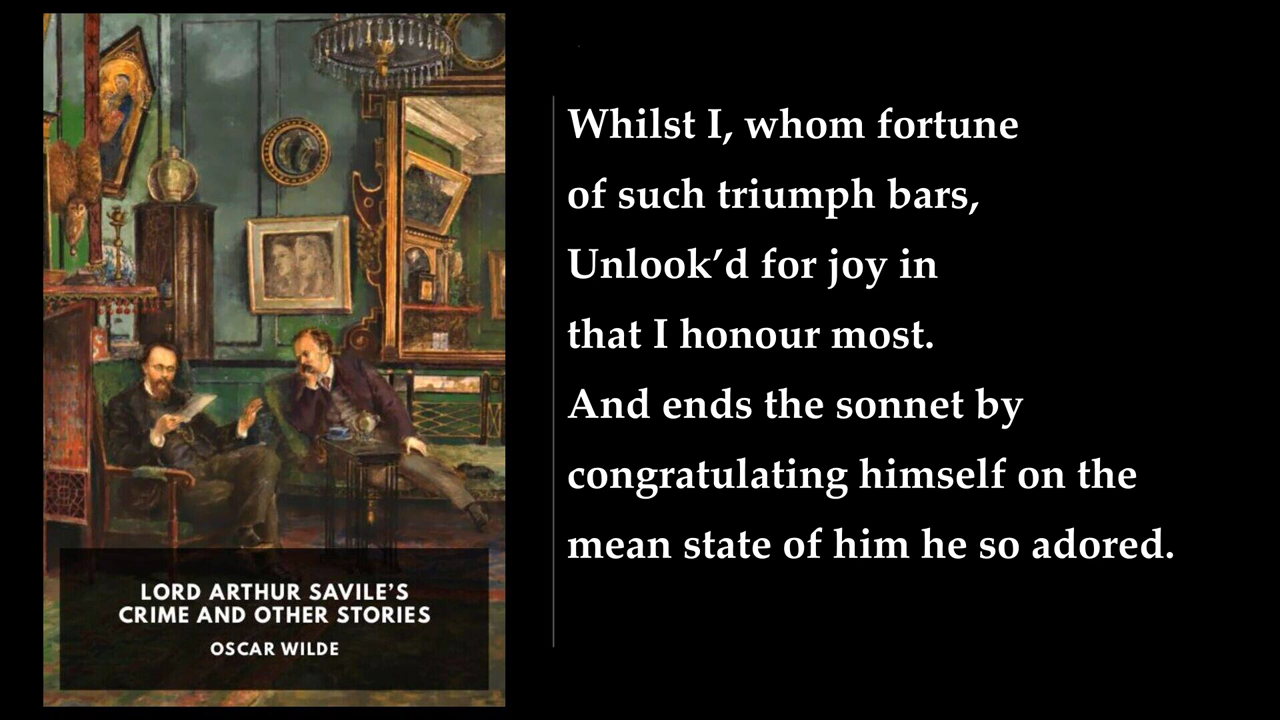 LORD ARTHUR SAVILE’S
CRIME AND OTHER STORIES
OSCAR WILDE
Whilst I, whom fortune
of such triumph bars,
Unlook’d for joy in
that I honour most.
And ends the sonnet by
congratulating himself on the
mean state of him he so adored.